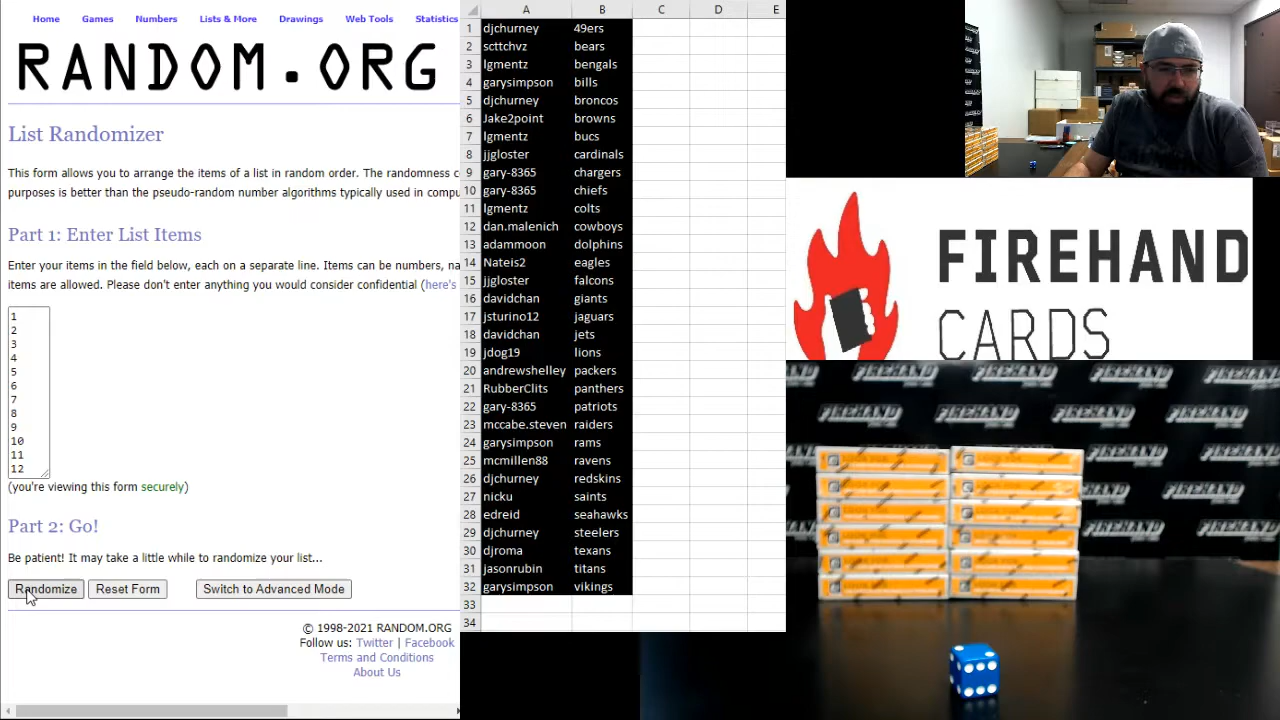 Home Games Numbers Lists & More Drawings Web Tools Statistics
RANDOM.ORG
List Randomizer
This form allows you to arrange the items of a list in random order. The randomness c
purposes is better than the pseudo-random number algorithms typically used in compu
Part 1: Enter List Items
Enter your items in the field below, each on a separate line. Items can be numbers, na
items are allowed. Please don't enter anything you would consider confidential (here's
1
2
3
4
5
6
7
8
9
10
11
12
(you're viewing this form securely)
Part 2: Go!
Be patient! It may take a little while to randomize your list...
Randomize Reset Form Switch to Advanced Mode
© 1998-2021 RANDOM.ORG
Follow us: Twitter | Facebook
Terms and Conditions
About Us
A B C D E
1 djchurney 49ers
2 scttchvz bears
3 lgmentz bengals
4 garysimpson bills
5 djchurney broncos
6 Jake2point browns
7 lgmentz bucs
8 jjgloster cardinals
9 gary-8365 chargers
10 gary-8365 chiefs
11 lgmentz colts
12 dan.malenich cowboys
13 adammoon dolphins
14 Nateis2 eagles
15 jjgloster falcons
16 davidchan giants
17 jsturino12 jaguars
18 davidchan jets
19 jdog19 lions
20 andrewshelley packers
21 RubberClits panthers
22 gary-8365 patriots
23 mccabe.steven raiders
24 garysimpson rams
25 mcmillen88 ravens
26 djchurney redskins
27 nicku saints
28 edreid seahawks
29 djchurney steelers
30 djroma texans
31 jasonrubin titans
32 garysimpson vikings
33
34
FIREHAND
CARDS
FIREHAND FIREHAND FIREHAND FIREHAND
FIREHAND FIREHAND FIREHAND
FIREHAND
FIREHAND
FIREHAND